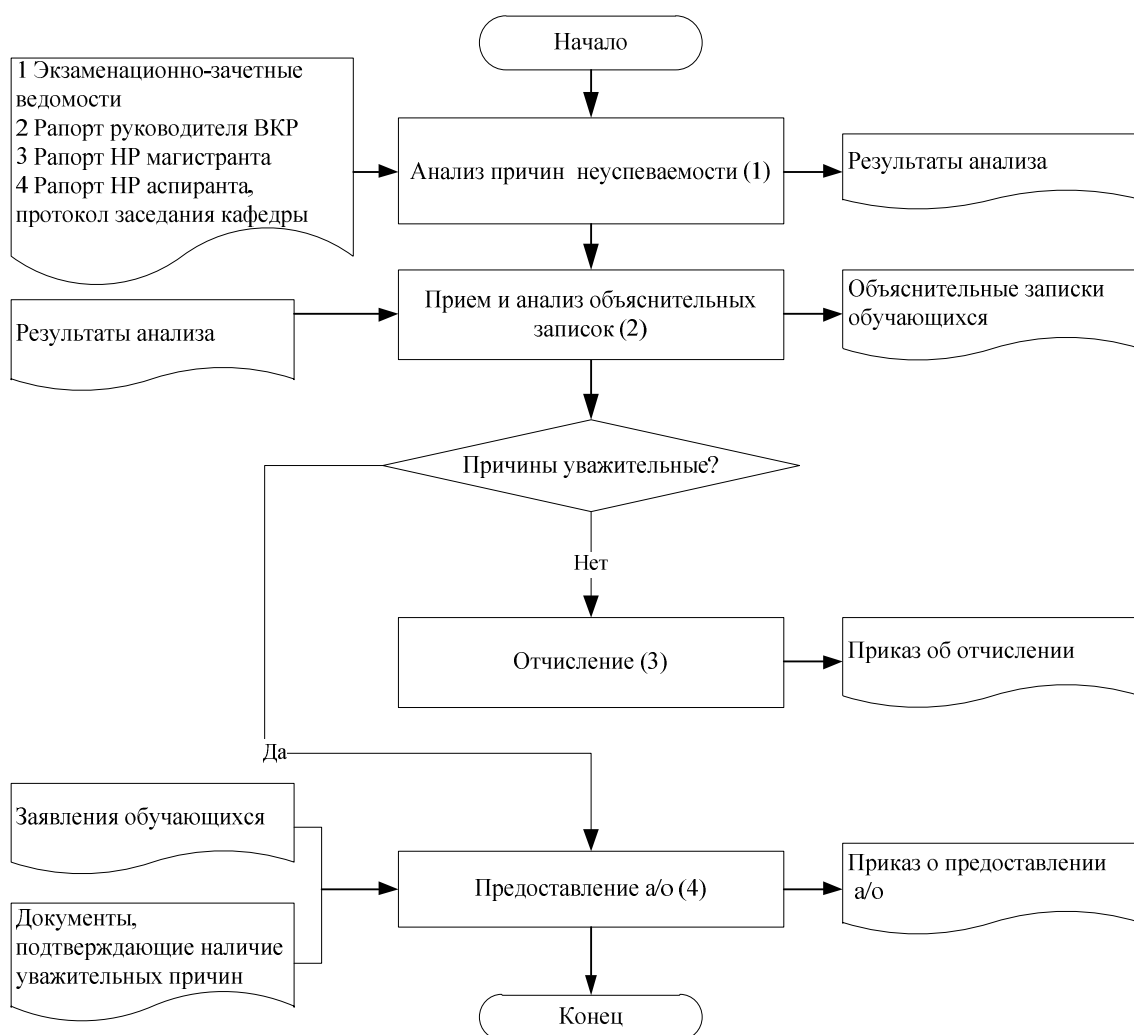 Начало
1 Экзаменационно-зачетные
ведомости
2 Рапорт руководителя ВКР
3 Рапорт НР магистранта
4 Рапорт НР аспиранта,
протокол заседания кафедры
Анализ причин неуспеваемости (1)
Результаты анализа
Результаты анализа
Прием и анализ объяснительных
записок (2)
Объяснительные записки
обучающихся
Причины уважительные?
Нет
Отчисление (3)
Приказ об отчислении
Да
Заявления обучающихся
Документы,
подтверждающие наличие
уважительных причин
Предоставление а/о (4)
Приказ о предоставлении
а/о
Конец